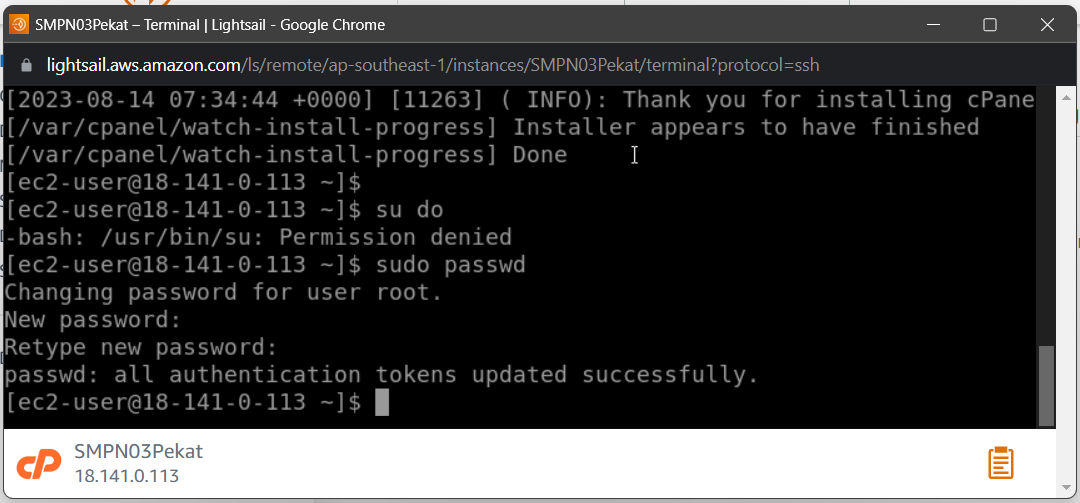 SMPN03Pekat – Terminal | Lightsail - Google Chrome
lightsail.aws.amazon.com/ls/remote/ap-southeast-1/instances/SMPN03Pekat/terminal?protocol=ssh
[2023-08-14 07:34:44 +0000] [11263] ( INFO): Thank you for installing cPane
[/var/cpanel/watch-install-progress] Installer appears to have finished
[/var/cpanel/watch-install-progress] Done
[ec2-user@18-141-0-113 ~]$
[ec2-user@18-141-0-113 ~]$ su do
-bash: /usr/bin/su: Permission denied
[ec2-user@18-141-0-113 ~]$ sudo passwd
Changing password for user root.
New password:
Retype new password:
passwd: all authentication tokens updated successfully.
[ec2-user@18-141-0-113 ~]$
cP
SMPN03Pekat
18.141.0.113